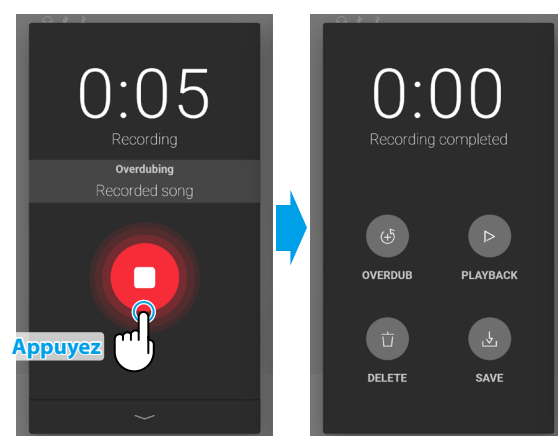 0:05
Recording
Overdubing
Recorded song
Appuyez
0:00
Recording completed
OVERDUB
PLAYBACK
DELETE
SAVE